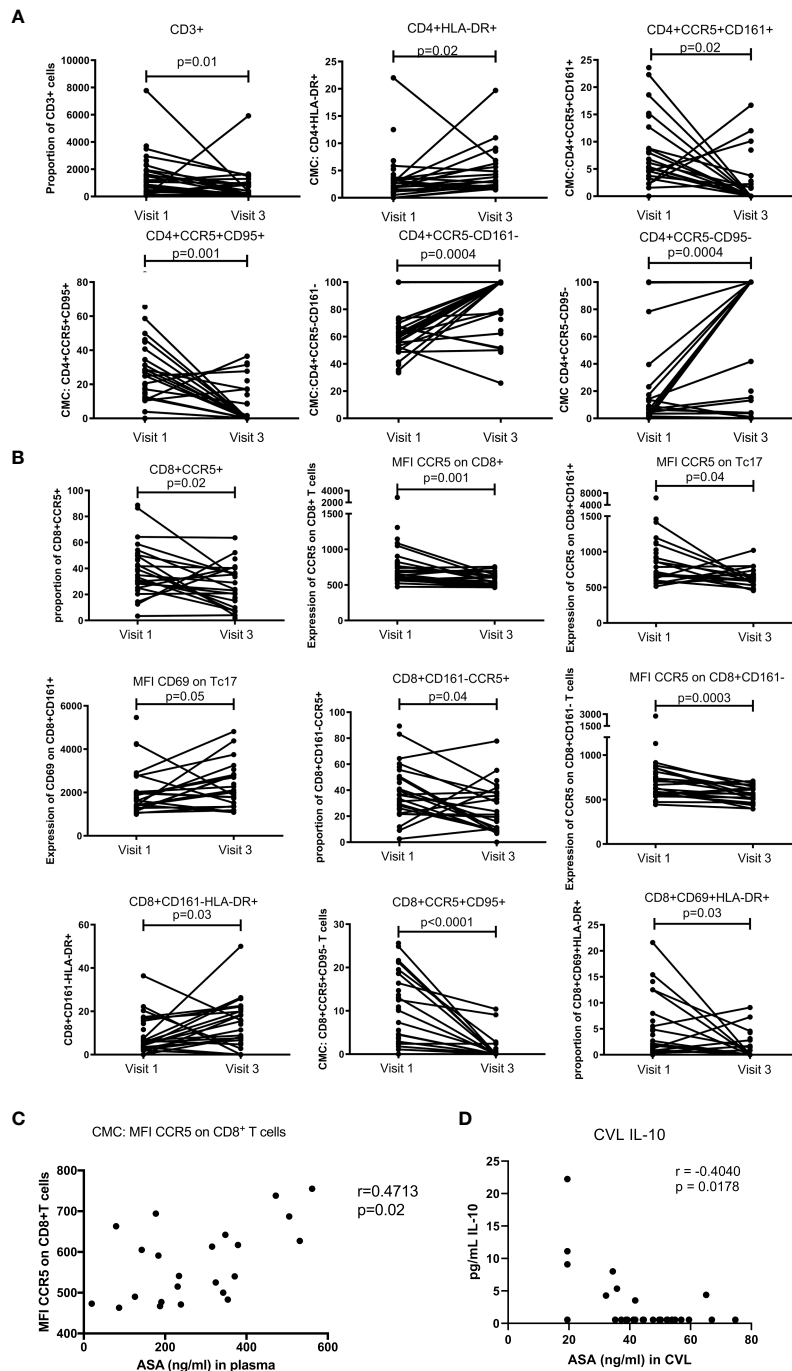 A
CD3+
p=0.01
Proportion of CD3+ cells
10000
8000
6000
4000
2000
0
Visit 1 Visit 3
CD4+HLA-DR+
p=0.02
CMC: CD4+HLA-DR+
25
20
15
10
5
0
Visit 1 Visit 3
CD4+CCR5+CD161+
p=0.02
CMC:CD4+CCR5+CD161+
25
20
15
10
5
0
Visit 1 Visit 3
CD4+CCR5+CD95+
p=0.001
CMC: CD4+CCR5+CD95+
80
60
40
20
0
Visit 1 Visit 3
CD4+CCR5-CD161-
p=0.0004
CMC:CD4+CCR5-CD161-
100
80
60
40
20
0
Visit 1 Visit 3
CD4+CCR5-CD95-
p=0.0004
CMC CD4+CCR5-CD95-
100
80
60
40
20
0
Visit 1 Visit 3
B
CD8+CCR5+
p=0.02
proportion of CD8+CCR5+
100
80
60
40
20
0
Visit 1 Visit 3
MFI CCR5 on CD8+
p=0.001
Expression of CCR5 on CD8+ T cells
4000
2000
1500
1000
500
0
Visit 1 Visit 3
MFI CCR5 on Tc17
p=0.04
Expression of CCR5 on CD8+CD161+
8000
4000
1500
1000
500
0
Visit 1 Visit 3
MFI CD69 on Tc17
p=0.05
Expression of CD69 on CD8+CD161+
6000
4000
2000
0
Visit 1 Visit 3
CD8+CD161-CCR5+
p=0.04
proportion of CD8+CD161-CCR5+
100
80
60
40
20
0
Visit 1 Visit 3
MFI CCR5 on CD8+CD161-
p=0.0003
Expression of CCR5 on CD8+CD161- T cells
3000
2000
1000
500
0
Visit 1 Visit 3
CD8+CD161-HLA-DR+
p=0.03
CD8+CD161-HLA-DR+
60
40
20
0
Visit 1 Visit 3
CD8+CCR5+CD95+
p<0.0001
CMC: CD8+CCR5+CD95- T cells
30
20
10
0
Visit 1 Visit 3
CD8+CD69+HLA-DR+
p=0.03
proportion of CD8+CD69+HLA-DR+
25
20
15
10
5
0
Visit 1 Visit 3
C
CMC: MFI CCR5 on CD8⁺ T cells
r=0.4713
p=0.02
MFI CCR5 on CD8+T cells
800
700
600
500
400
0 200 400 600
ASA (ng/ml) in plasma
D
CVL IL-10
r = -0.4040
p = 0.0178
pg/mL IL-10
25
20
15
10
5
0
0 20 40 60 80
ASA (ng/ml) in CVL